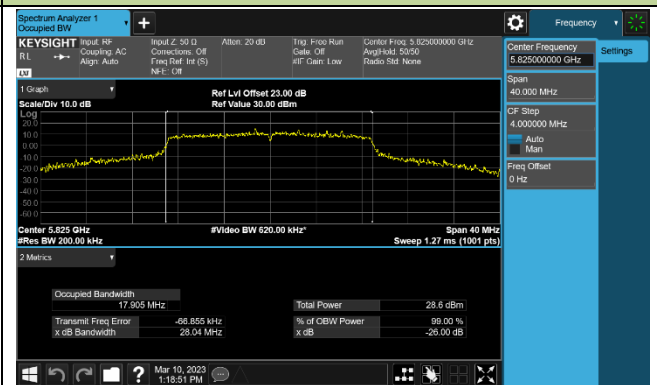 Spectrum Analyzer 1
Occupied BW
+
Frequency
KEYSIGHT
R L
LXI
Input: RF
Coupling: AC
Align: Auto
Input Z: 50 Ω
Corrections: Off
Freq Ref: Int (S)
NFE: Off
Atten: 20 dB
Trig: Free Run
Gate: Off
#IF Gain: Low
Center Freq: 5.825000000 GHz
Avg|Hold: 50/50
Radio Std: None
Center Frequency
5.825000000 GHz
Settings
Span
40.000 MHz
CF Step
4.000000 MHz
Auto
Man
Freq Offset
0 Hz
1 Graph
Scale/Div 10.0 dB
Ref Lvl Offset 23.00 dB
Ref Value 30.00 dBm
Log
20.0
10.0
0.00
-10.0
-20.0
-30.0
-40.0
-50.0
-60.0
Center 5.825 GHz
#Video BW 620.00 kHz*
Span 40 MHz
#Res BW 200.00 kHz
Sweep 1.27 ms (1001 pts)
2 Metrics
Occupied Bandwidth
17.905 MHz
Total Power 28.6 dBm
Transmit Freq Error -66.855 kHz
% of OBW Power 99.00 %
x dB Bandwidth 28.04 MHz
x dB -26.00 dB
?
Mar 10, 2023
1:18:51 PM